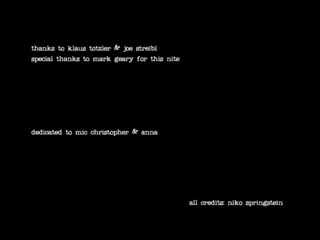 thanks to klaus totzler & joe streibl
special thanks to mark geary for this nite
dedicated to mic christopher & anna
all credits: niko springstein